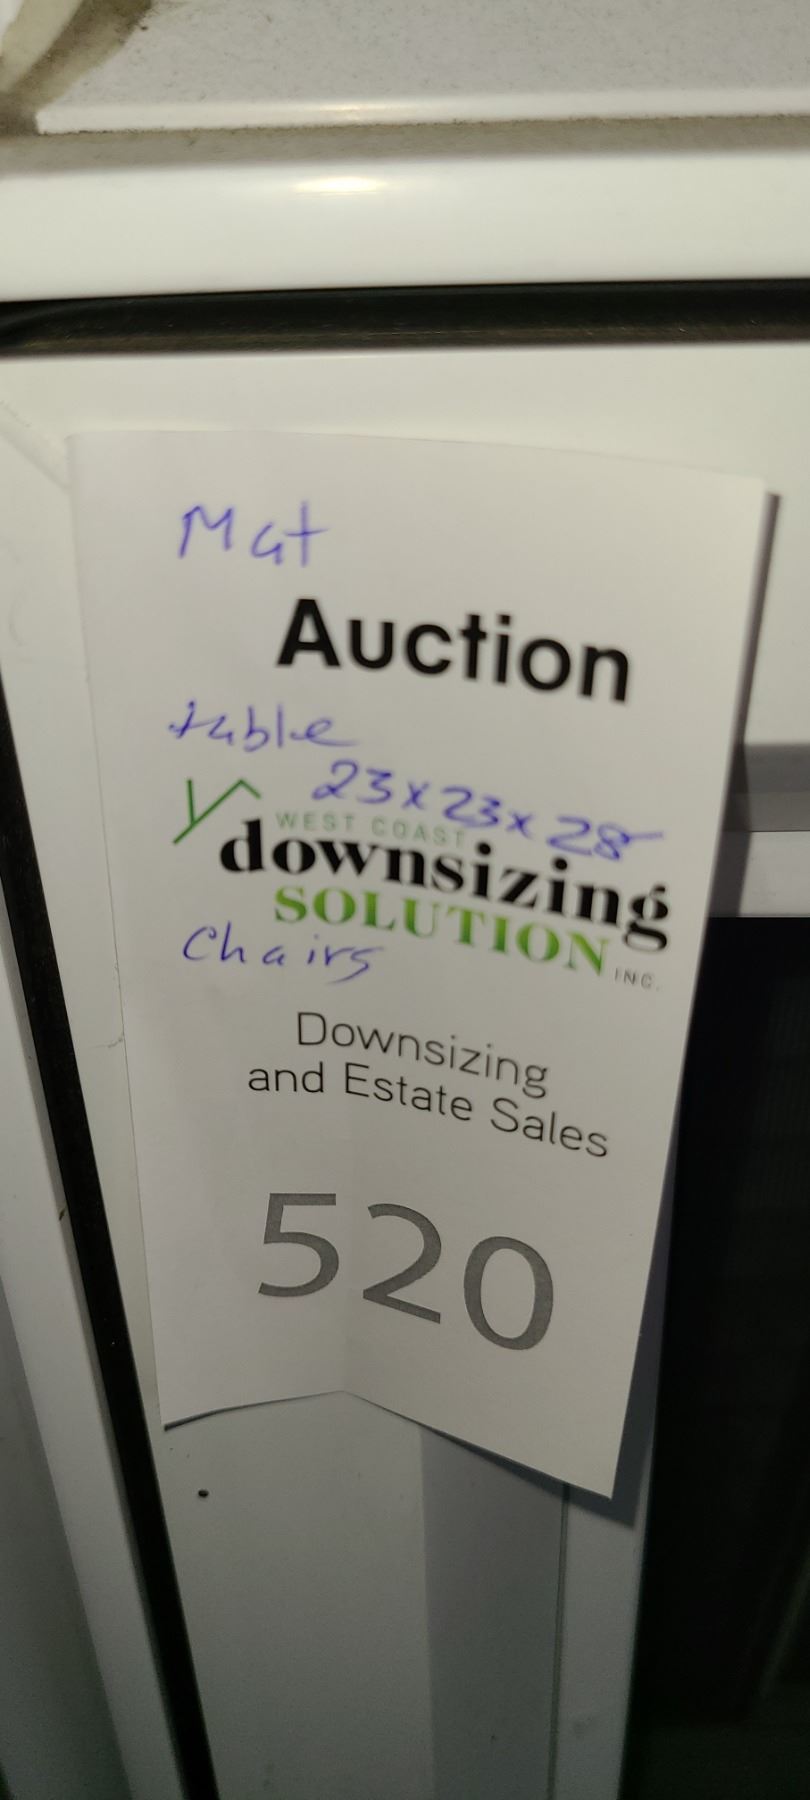 Mat
Auction
table
23x23x28
WEST COAST
downsizing
SOLUTION INC.
Chairs
Downsizing
and Estate Sales
520